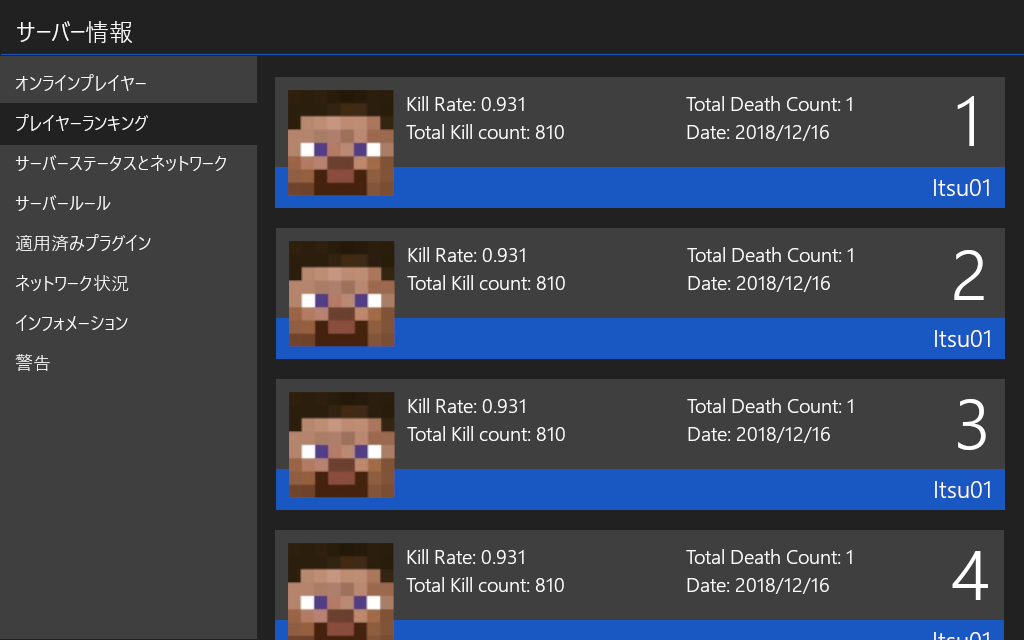 サーバー情報
オンラインプレイヤー
プレイヤーランキング
サーバーステータスとネットワーク
サーバールール
適用済みプラグイン
ネットワーク状況
インフォメーション
警告
Kill Rate: 0.931
Total Death Count: 1
Total Kill count: 810
Date: 2018/12/16
1
Itsu01
Kill Rate: 0.931
Total Death Count: 1
Total Kill count: 810
Date: 2018/12/16
2
Itsu01
Kill Rate: 0.931
Total Death Count: 1
Total Kill count: 810
Date: 2018/12/16
3
Itsu01
Kill Rate: 0.931
Total Death Count: 1
Total Kill count: 810
Date: 2018/12/16
4
Itsu01